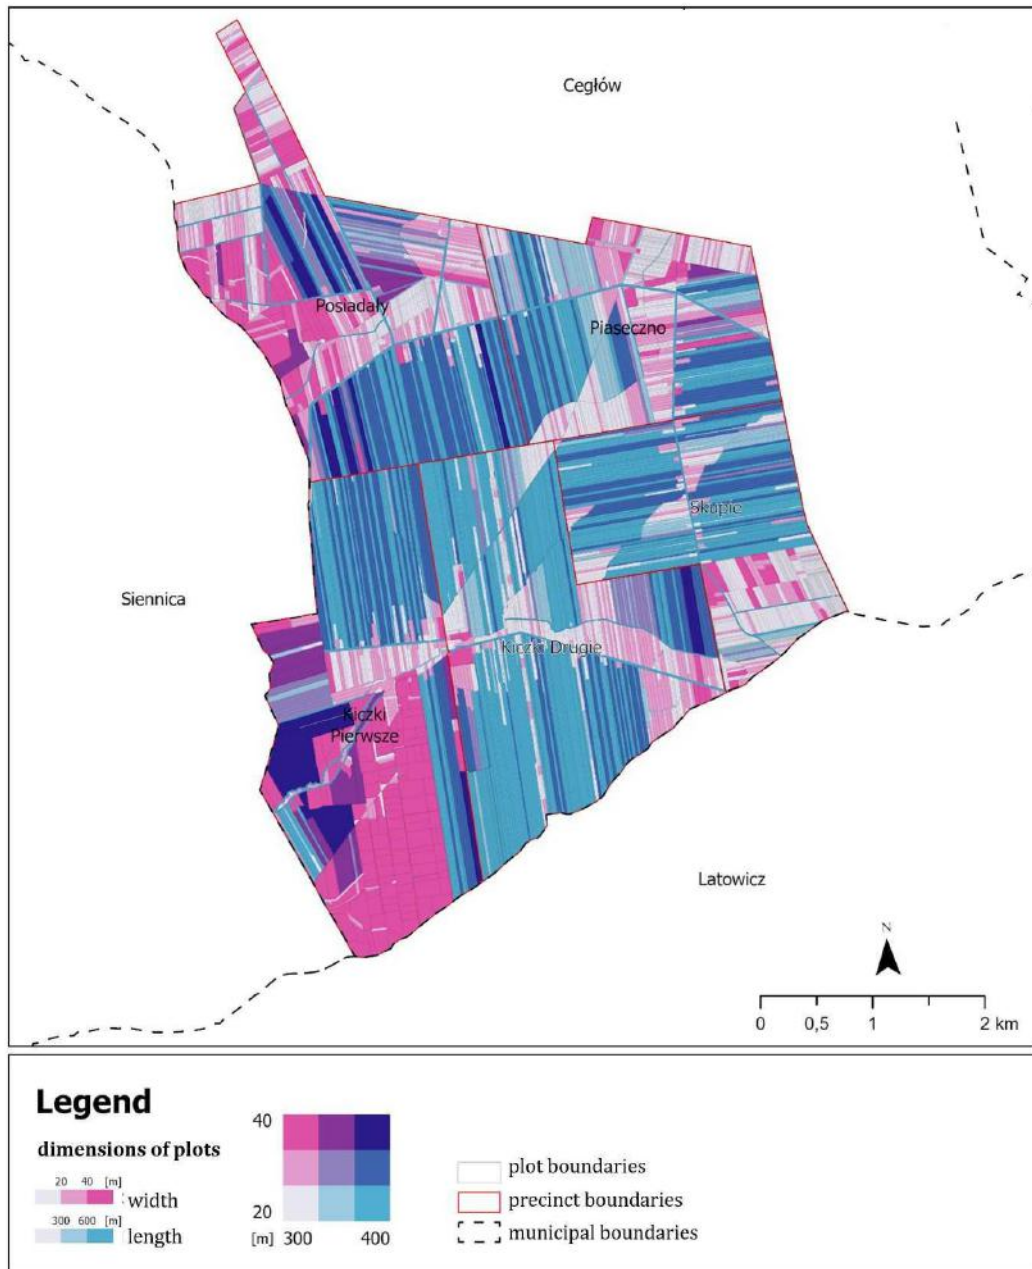 Cegłów
Posiadały
Piaseczno
Skupie
Siennica
Kiczki Drugie
Kiczki
Pierwsze
Latowicz
N
0 0,5 1 2 km
Legend
dimensions of plots
20 40 [m]
width
300 600 [m]
length
40
20
[m] 300 400
plot boundaries
precinct boundaries
municipal boundaries